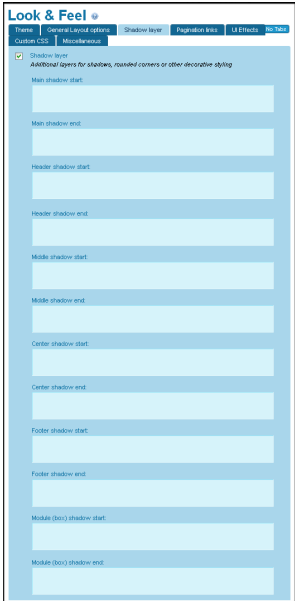 Look & Feel
Theme General Layout options Shadow layer Pagination links UI Effects No Tabs
Custom CSS Miscellaneous
Shadow layer
Additional layers for shadows, rounded corners or other decorative styling
Main shadow start:
Main shadow end:
Header shadow start:
Header shadow end:
Middle shadow start:
Middle shadow end:
Center shadow start:
Center shadow end:
Footer shadow start:
Footer shadow end:
Module (box) shadow start:
Module (box) shadow end: